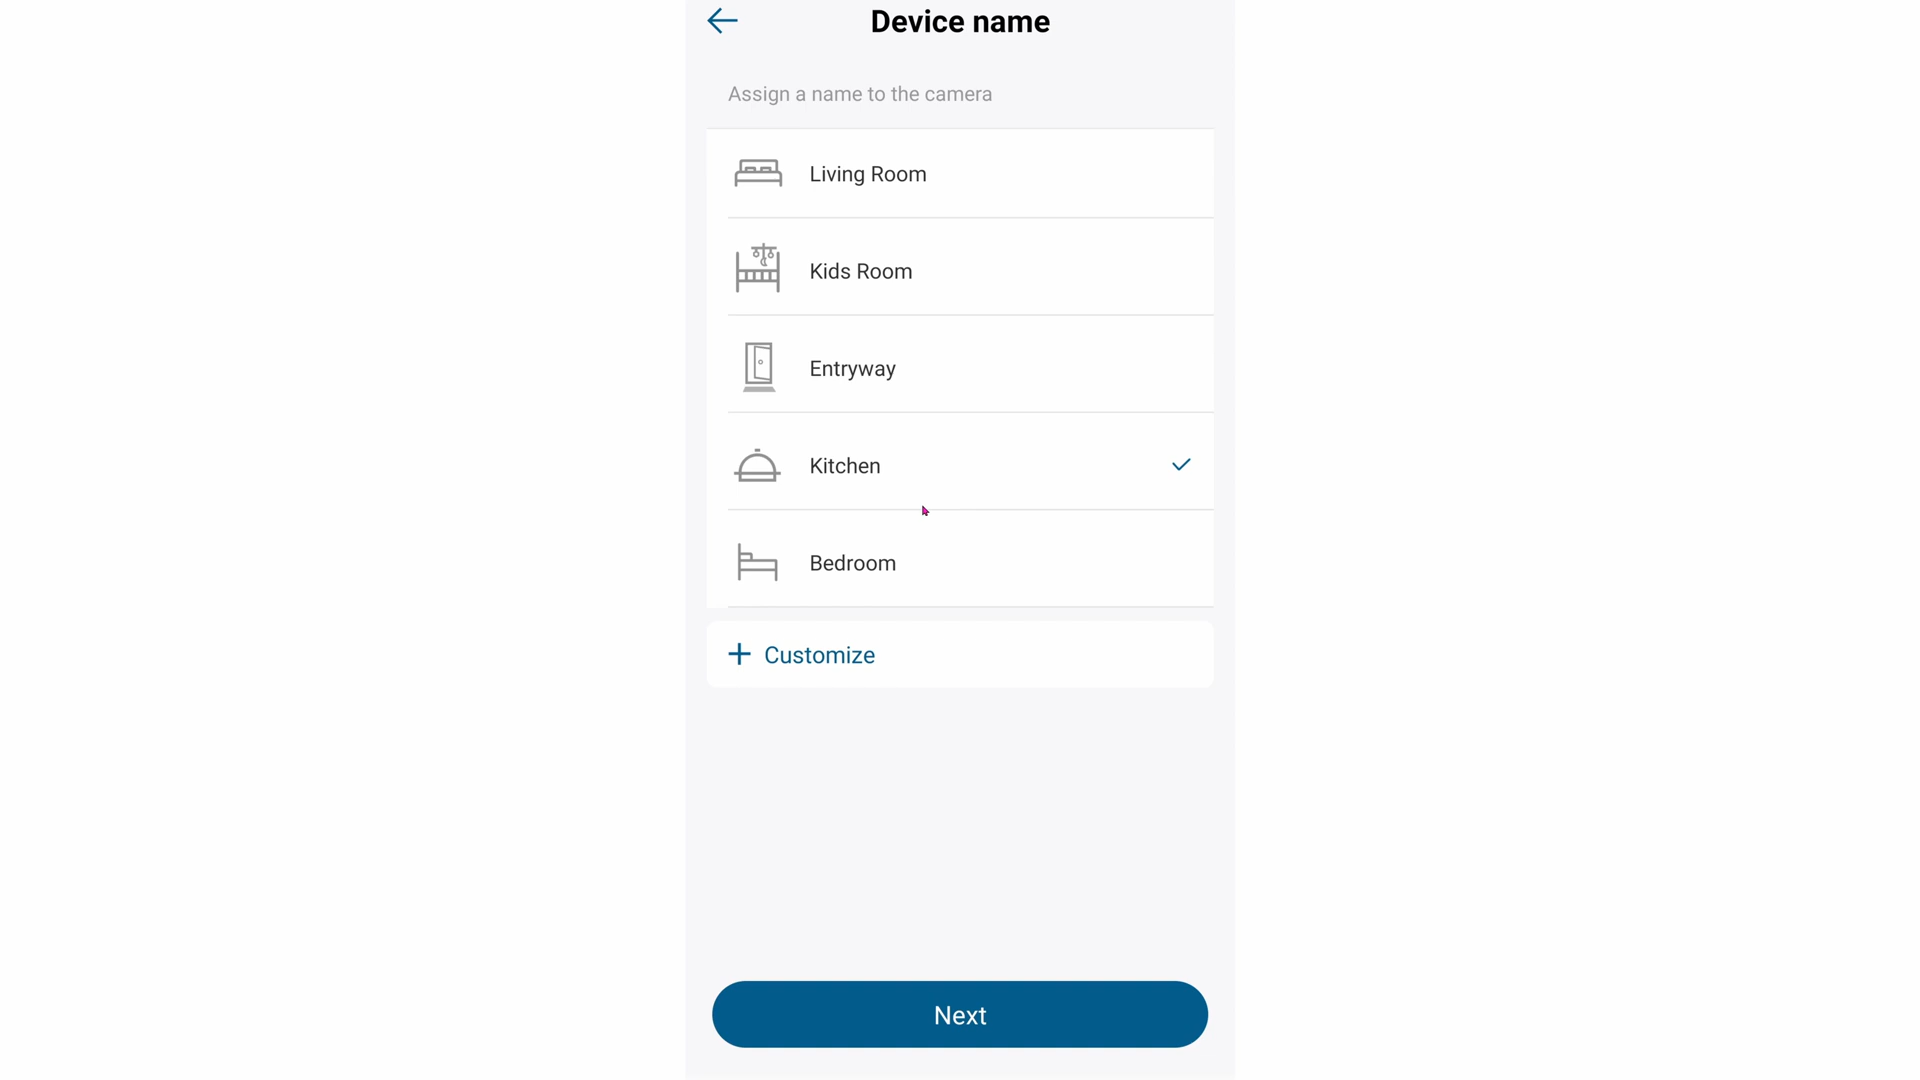 Device name
Assign a name to the camera
Living Room
Kids Room
Entryway
Kitchen
Bedroom
Customize
Next